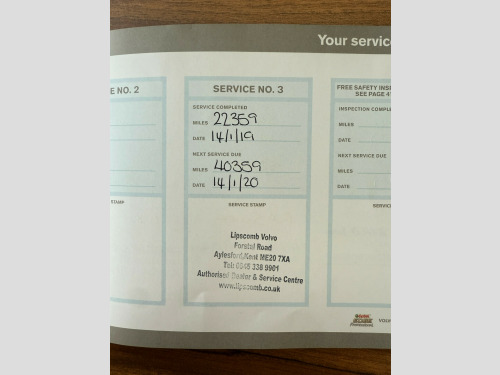 Your servic
E NO. 2
STAMP
SERVICE NO. 3
SERVICE COMPLETED
MILES 22359
DATE 14/1/19
NEXT SERVICE DUE
MILES 40359
DATE 14/1/20
SERVICE STAMP
Lipscomb Volvo
Forstal Road
Aylesford, Kent ME20 7XA
Tel: 0845 338 9901
Authorised Dealer & Service Centre
www.lipscomb.co.uk
FREE SAFETY INSP
SEE PAGE 4
INSPECTION COMPLE
MILES
DATE
NEXT SERVICE DUE
MILES
DATE
SERVIC